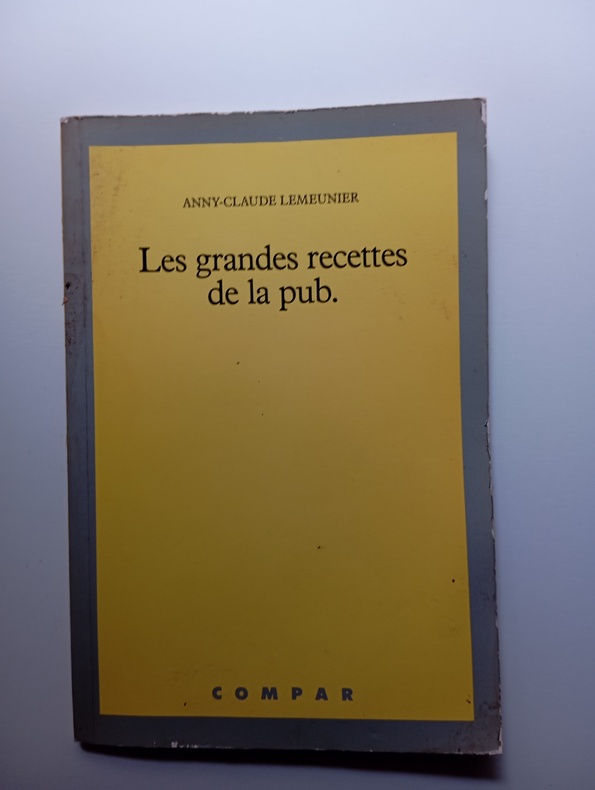 ANNY-CLAUDE LEMEUNIER
Les grandes recettes
de la pub.
COMPAR